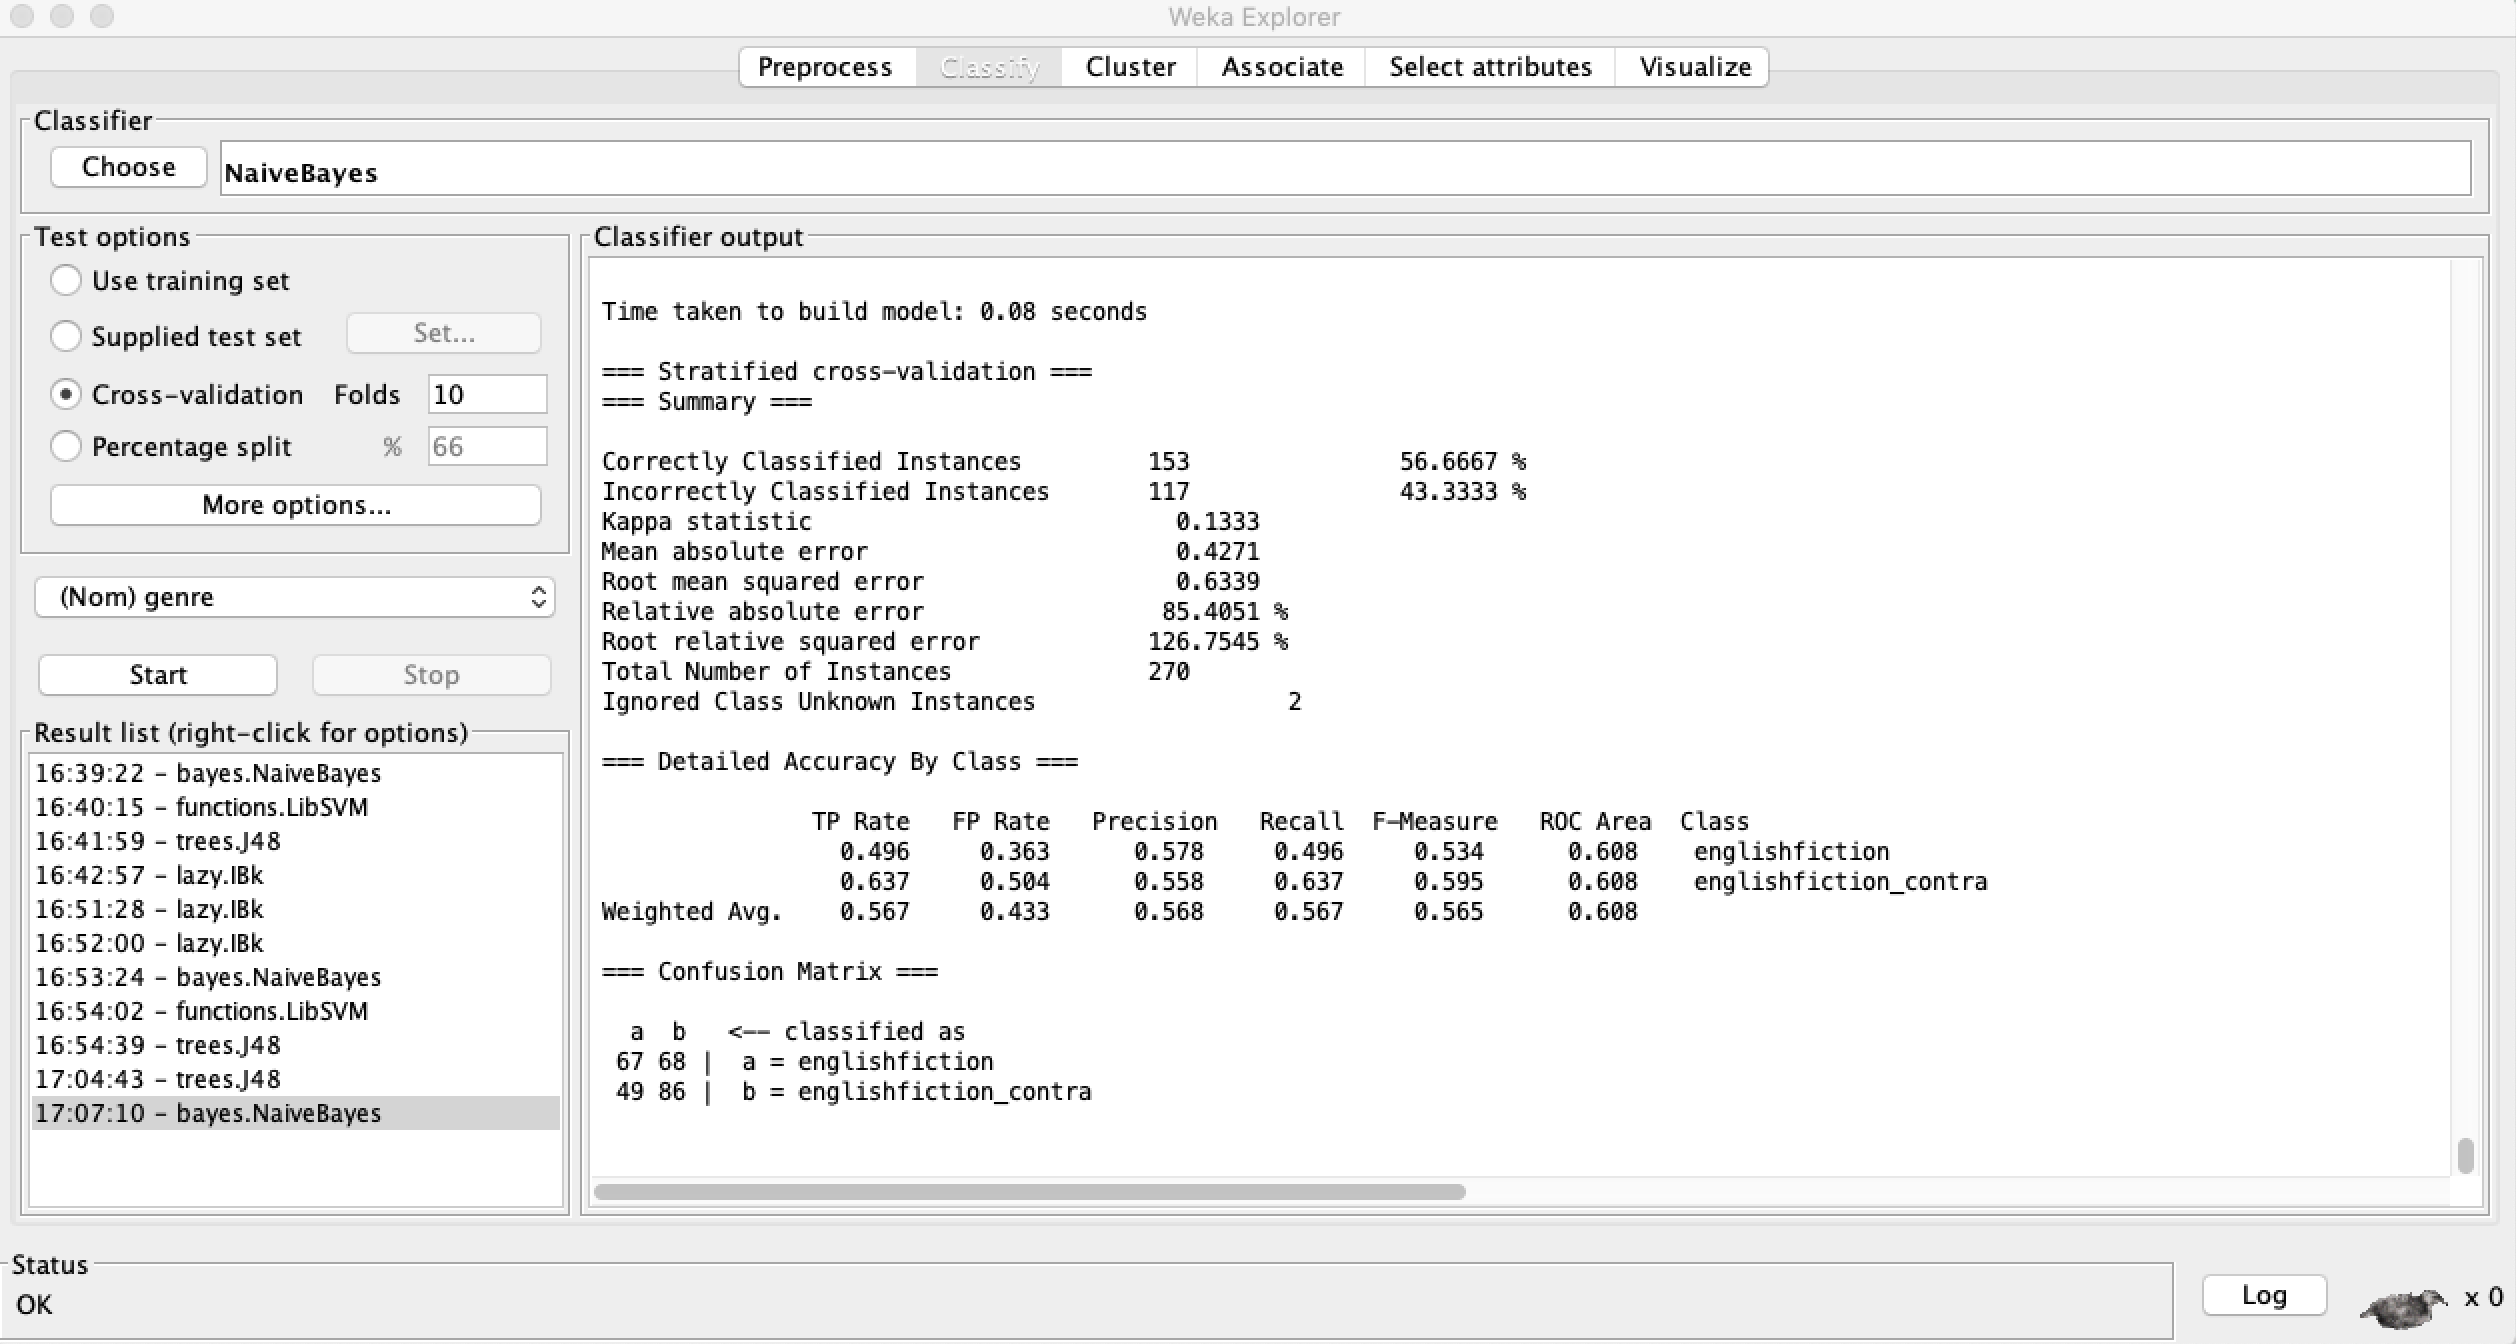 Weka Explorer
Preprocess Classify Cluster Associate Select attributes Visualize
Classifier
Choose NaiveBayes
Test options
Use training set
Supplied test set Set...
Cross-validation Folds 10
Percentage split % 66
More options...
(Nom) genre
Start Stop
Result list (right-click for options)
16:39:22 - bayes.NaiveBayes
16:40:15 - functions.LibSVM
16:41:59 - trees.J48
16:42:57 - lazy.IBk
16:51:28 - lazy.IBk
16:52:00 - lazy.IBk
16:53:24 - bayes.NaiveBayes
16:54:02 - functions.LibSVM
16:54:39 - trees.J48
17:04:43 - trees.J48
17:07:10 - bayes.NaiveBayes
Classifier output
Time taken to build model: 0.08 seconds
=== Stratified cross-validation ===
=== Summary ===
Correctly Classified Instances 153 56.6667 %
Incorrectly Classified Instances 117 43.3333 %
Kappa statistic 0.1333
Mean absolute error 0.4271
Root mean squared error 0.6339
Relative absolute error 85.4051 %
Root relative squared error 126.7545 %
Total Number of Instances 270
Ignored Class Unknown Instances 2
=== Detailed Accuracy By Class ===
TP Rate FP Rate Precision Recall F-Measure ROC Area Class
0.496 0.363 0.578 0.496 0.534 0.608 englishfiction
0.637 0.504 0.558 0.637 0.595 0.608 englishfiction_contra
Weighted Avg. 0.567 0.433 0.568 0.567 0.565 0.608
=== Confusion Matrix ===
a b <-- classified as
67 68 | a = englishfiction
49 86 | b = englishfiction_contra
Status
OK
Log x 0